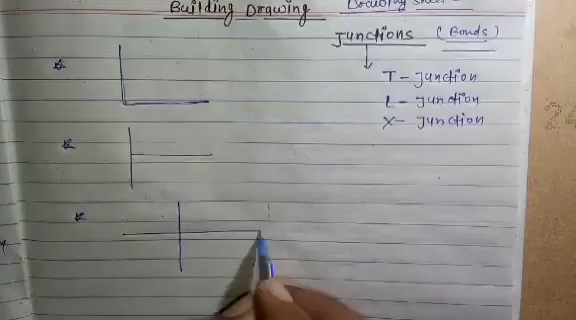 Building Drawing
Junctions (Bonds)
T - Junction
L - Junction
X - Junction